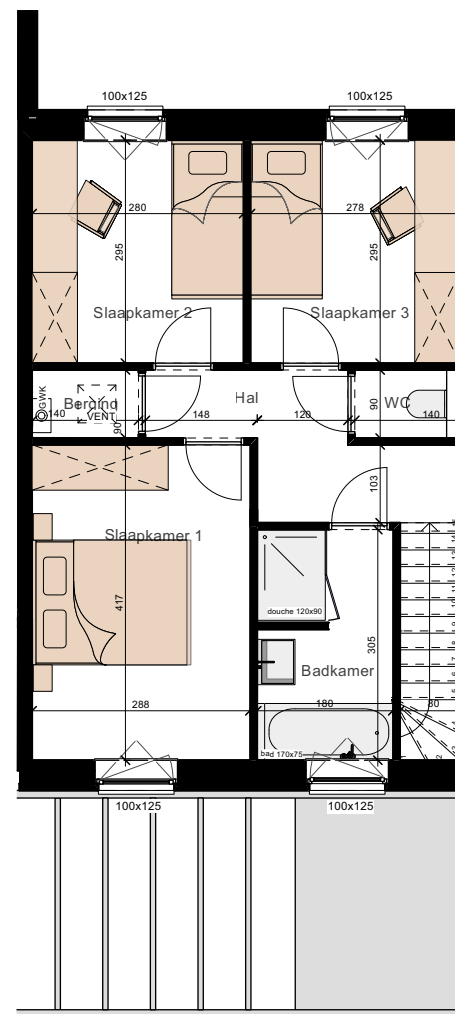 100x125 100x125
280 278
295 295
Slaapkamer 2 Slaapkamer 3
GWK Berging Hal WC
140 VENT 148 120 140
90 90
103
Slaapkamer 1
douche 120x90
417
305
Badkamer
288 180 80
bad 170x75
100x125 100x125